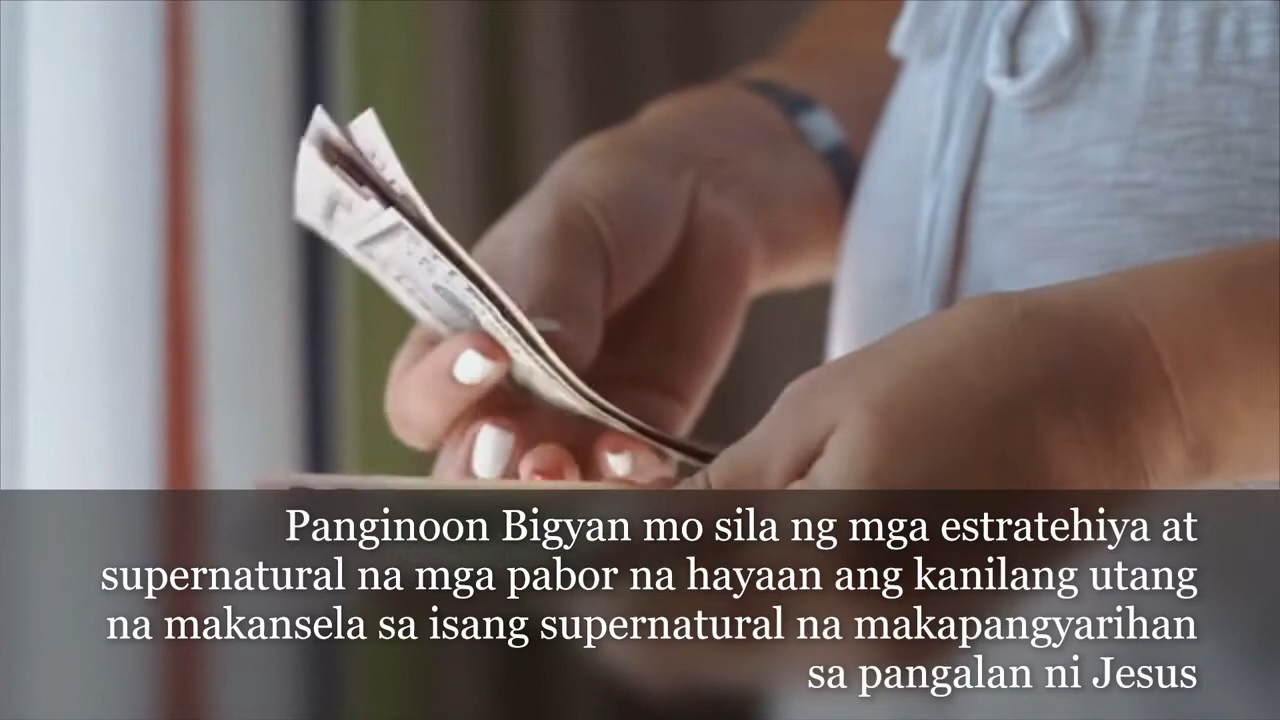 Panginoon Bigyan mo sila ng mga estratehiya at
supernatural na mga pabor na hayaan ang kanilang utang
na makansela sa isang supernatural na makapangyarihan
sa pangalan ni Jesus